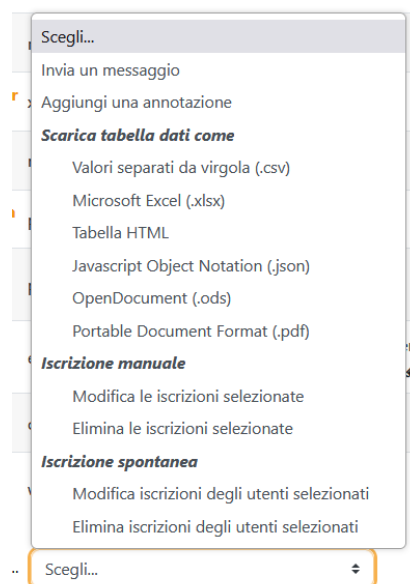 Scegli...
Invia un messaggio
Aggiungi una annotazione
Scarica tabella dati come
Valori separati da virgola (.csv)
Microsoft Excel (.xlsx)
Tabella HTML
Javascript Object Notation (.json)
OpenDocument (.ods)
Portable Document Format (.pdf)
Iscrizione manuale
Modifica le iscrizioni selezionate
Elimina le iscrizioni selezionate
Iscrizione spontanea
Modifica iscrizioni degli utenti selezionati
Elimina iscrizioni degli utenti selezionati
.. Scegli...